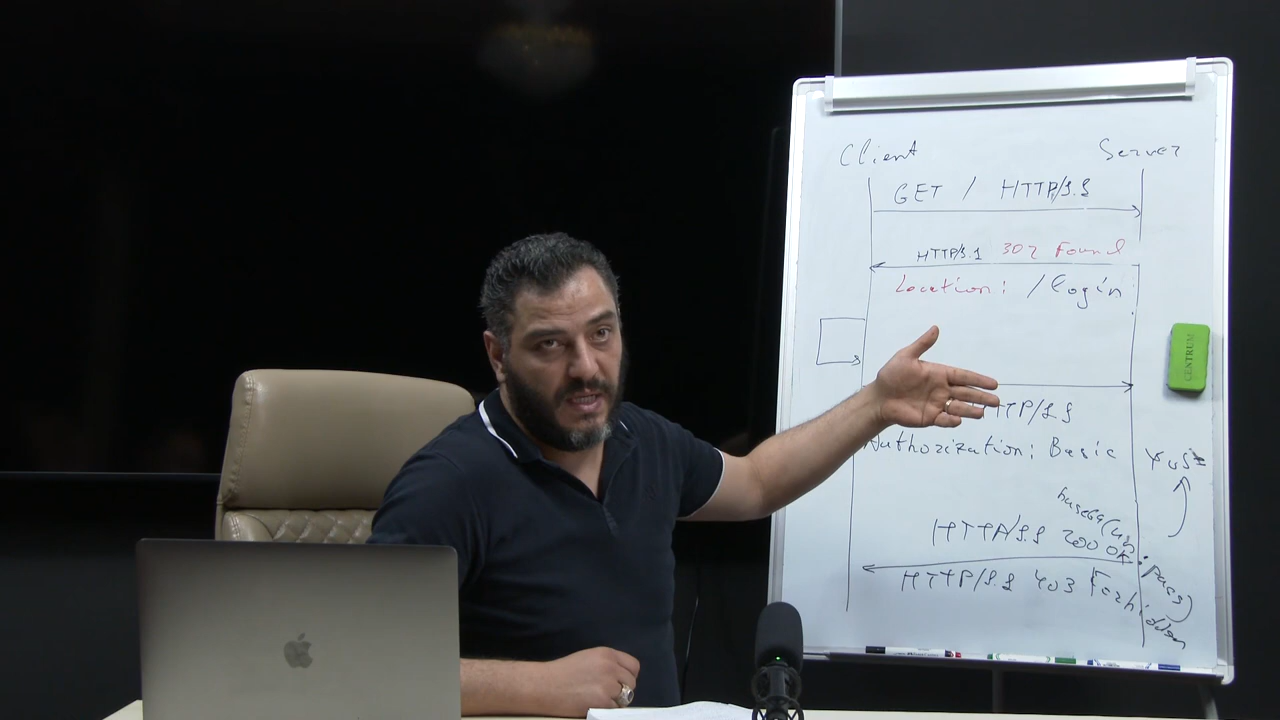 Client Server
GET / HTTP/1.1
HTTP/1.1 302 Found
Location: /login
HTTP/1.1
Authorization: Basic
base64(
HTTP/1.1 200 OK
: pass)
HTTP/1.1 403 Forbidden
CENTRUM